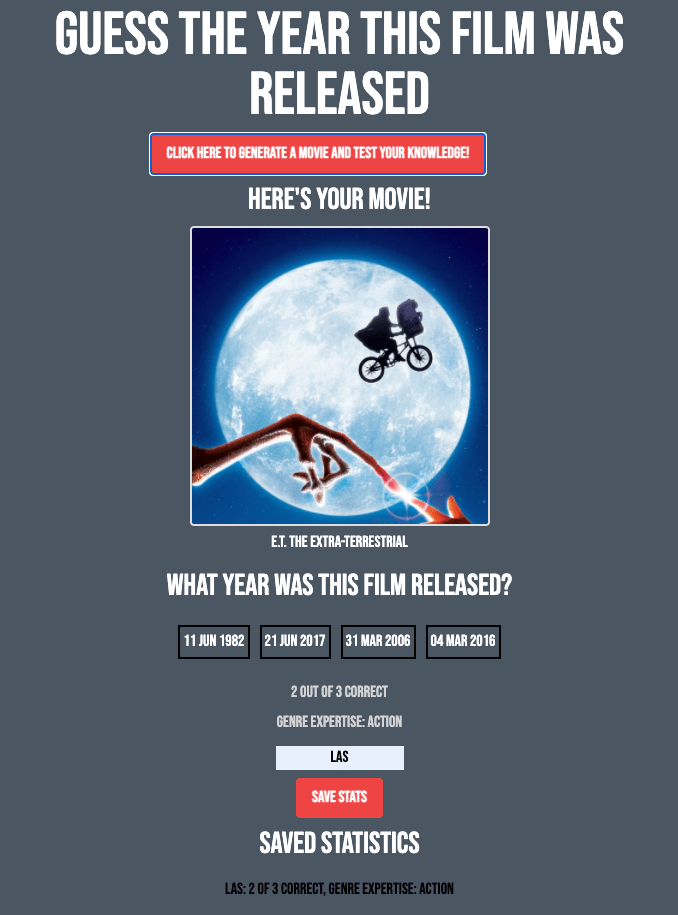 GUESS THE YEAR THIS FILM WAS
RELEASED
CLICK HERE TO GENERATE A MOVIE AND TEST YOUR KNOWLEDGE!
HERE'S YOUR MOVIE!
E.T. THE EXTRA-TERRESTRIAL
WHAT YEAR WAS THIS FILM RELEASED?
11 JUN 1982 21 JUN 2017 31 MAR 2006 04 MAR 2016
2 OUT OF 3 CORRECT
GENRE EXPERTISE: ACTION
LAS
SAVE STATS
SAVED STATISTICS
LAS: 2 OF 3 CORRECT, GENRE EXPERTISE: ACTION